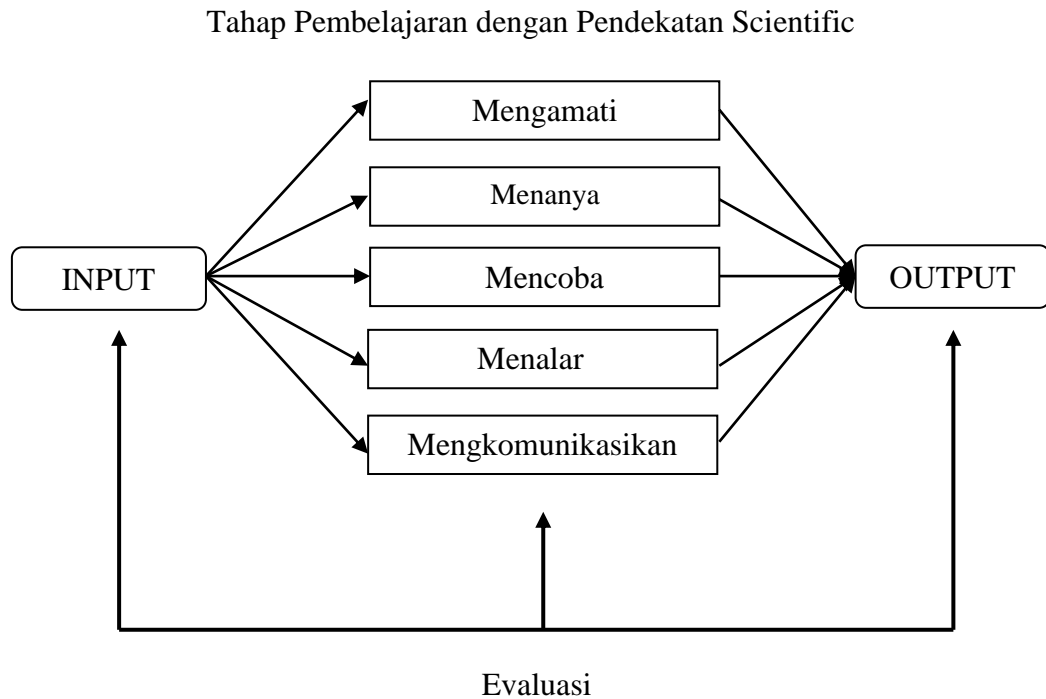 Tahap Pembelajaran dengan Pendekatan Scientific
Mengamati
Menanya
INPUT
Mencoba
OUTPUT
Menalar
Mengkomunikasikan
Evaluasi